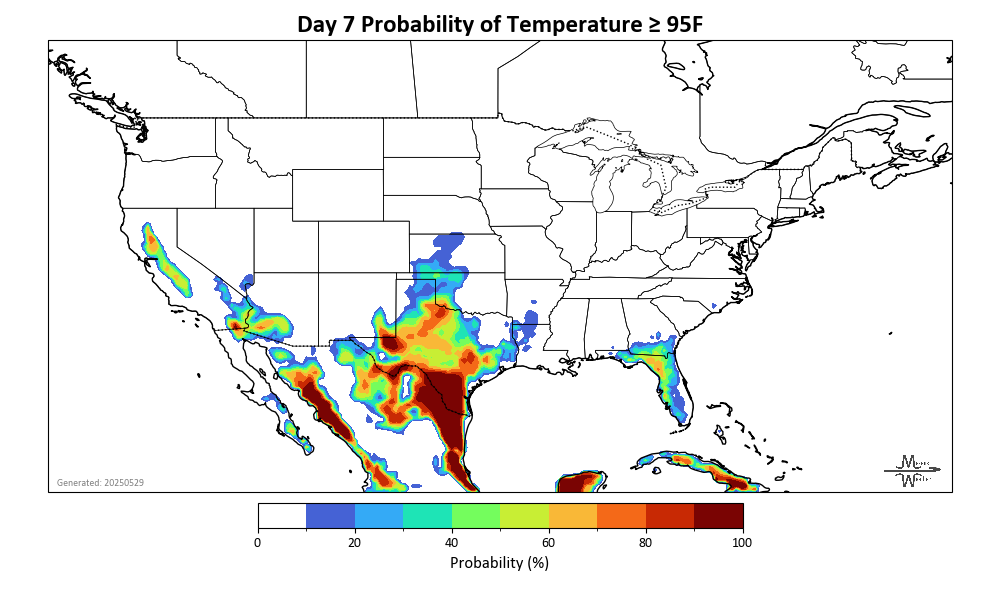 Day 7 Probability of Temperature ≥ 95F
Generated: 20250529
0 20 40 60 80 100
Probability (%)